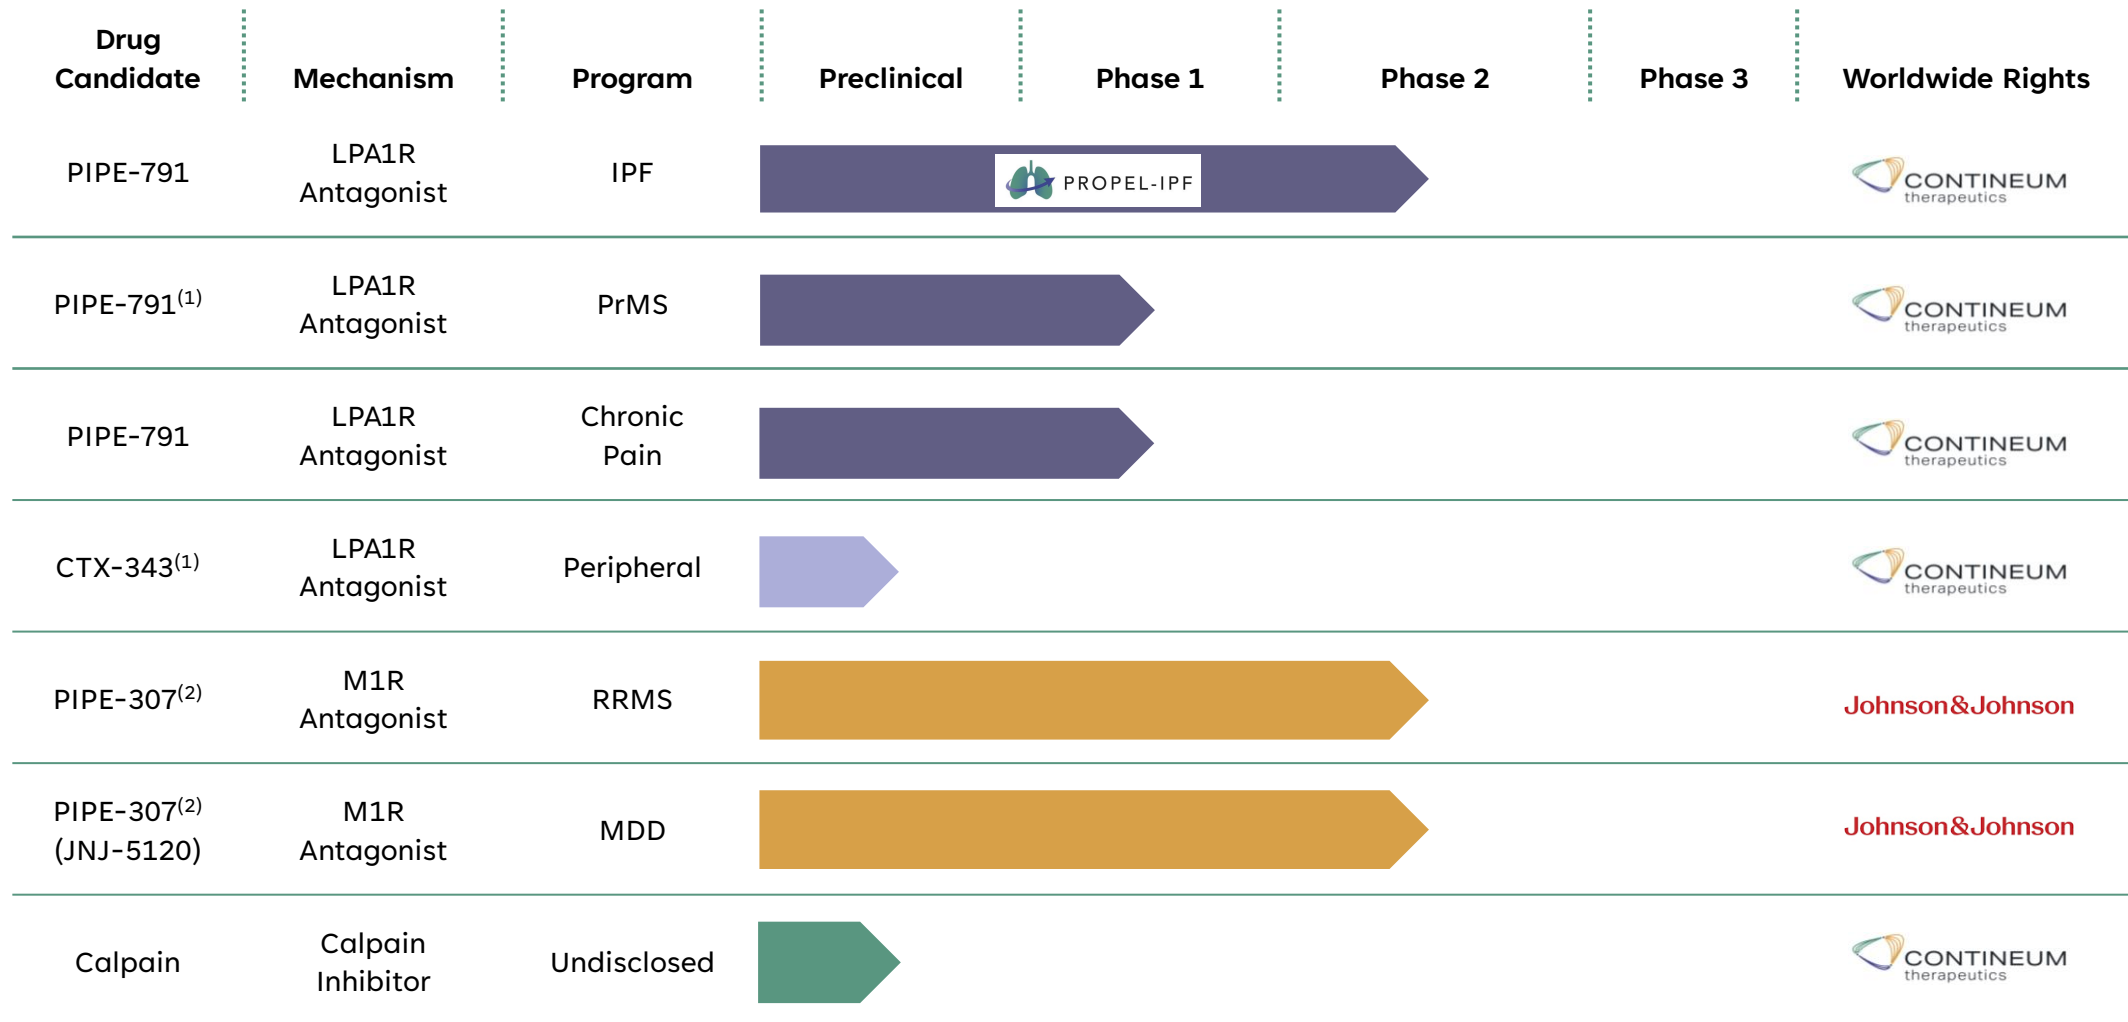 Drug
Candidate
Mechanism
Program
Preclinical
Phase 1
Phase 2
Phase 3
Worldwide Rights
PIPE-791
LPA1R
Antagonist
IPF
PROPEL-IPF
CONTINEUM
therapeutics
PIPE-791(1)
LPA1R
Antagonist
PrMS
CONTINEUM
therapeutics
PIPE-791
LPA1R
Antagonist
Chronic
Pain
CONTINEUM
therapeutics
CTX-343(1)
LPA1R
Antagonist
Peripheral
CONTINEUM
therapeutics
PIPE-307(2)
M1R
Antagonist
RRMS
Johnson&Johnson
PIPE-307(2)
(JNJ-5120)
M1R
Antagonist
MDD
Johnson&Johnson
Calpain
Calpain
Inhibitor
Undisclosed
CONTINEUM
therapeutics